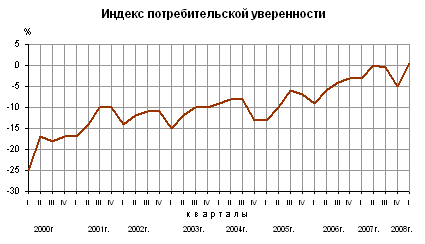 Индекс потребительской уверенности
%
5
0
-5
-10
-15
-20
-25
-30
I II III IV I II III IV I II III IV I II III IV I II III IV I II III IV I II III IV I II III IV I
к в а р т а л ы
2000г. 2001г. 2002г. 2003г. 2004г. 2005г. 2006г. 2007г. 2008г.